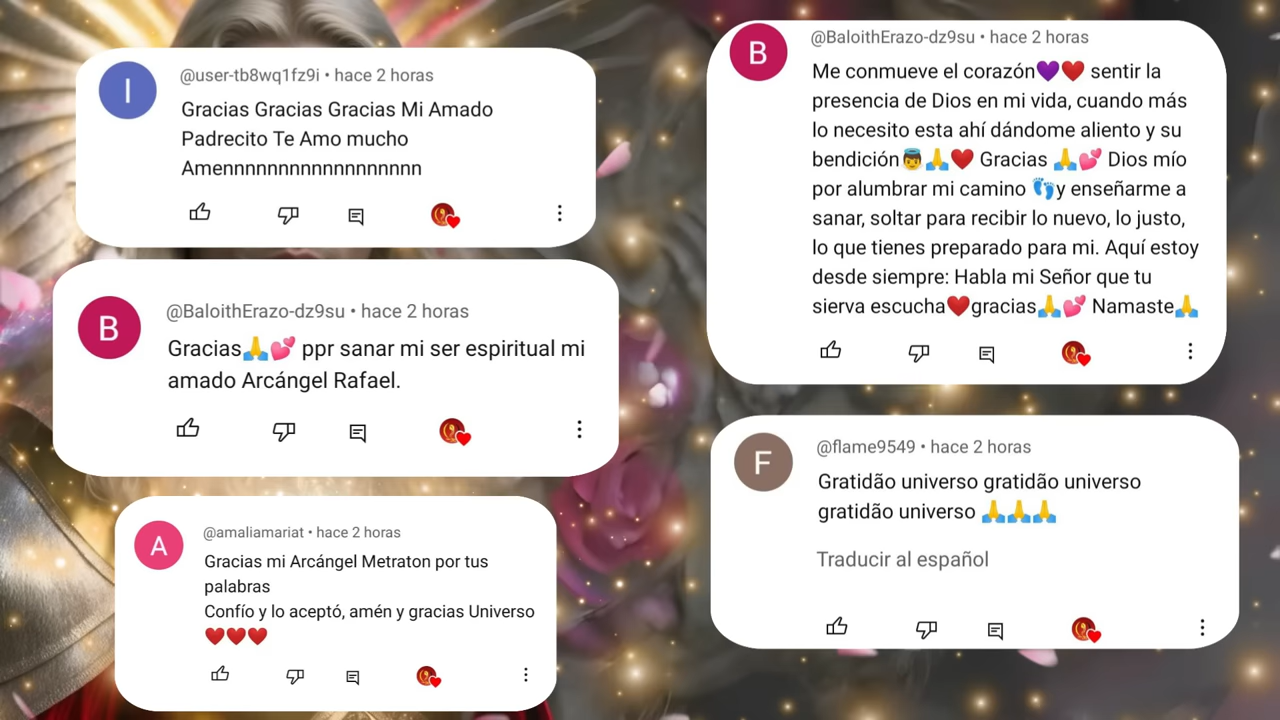 I
@user-tb8wq1fz9i • hace 2 horas
Gracias Gracias Gracias Mi Amado
Padrecito Te Amo mucho
Amennnnnnnnnnnnnnnnnn
B
@BaloithErazo-dz9su • hace 2 horas
Gracias🙏💕 ppr sanar mi ser espiritual mi
amado Arcángel Rafael.
A
@amaliamariat • hace 2 horas
Gracias mi Arcángel Metraton por tus
palabras
Confío y lo aceptó, amén y gracias Universo
❤️❤️❤️
B
@BaloithErazo-dz9su • hace 2 horas
Me conmueve el corazón💜❤️ sentir la
presencia de Dios en mi vida, cuando más
lo necesito esta ahí dándome aliento y su
bendición👼🙏❤️ Gracias 🙏💕 Dios mío
por alumbrar mi camino 👣y enseñarme a
sanar, soltar para recibir lo nuevo, lo justo,
lo que tienes preparado para mi. Aquí estoy
desde siempre: Habla mi Señor que tu
sierva escucha❤️gracias🙏💕 Namaste🙏
F
@flame9549 • hace 2 horas
Gratidão universo gratidão universo
gratidão universo 🙏🙏🙏
Traducir al español